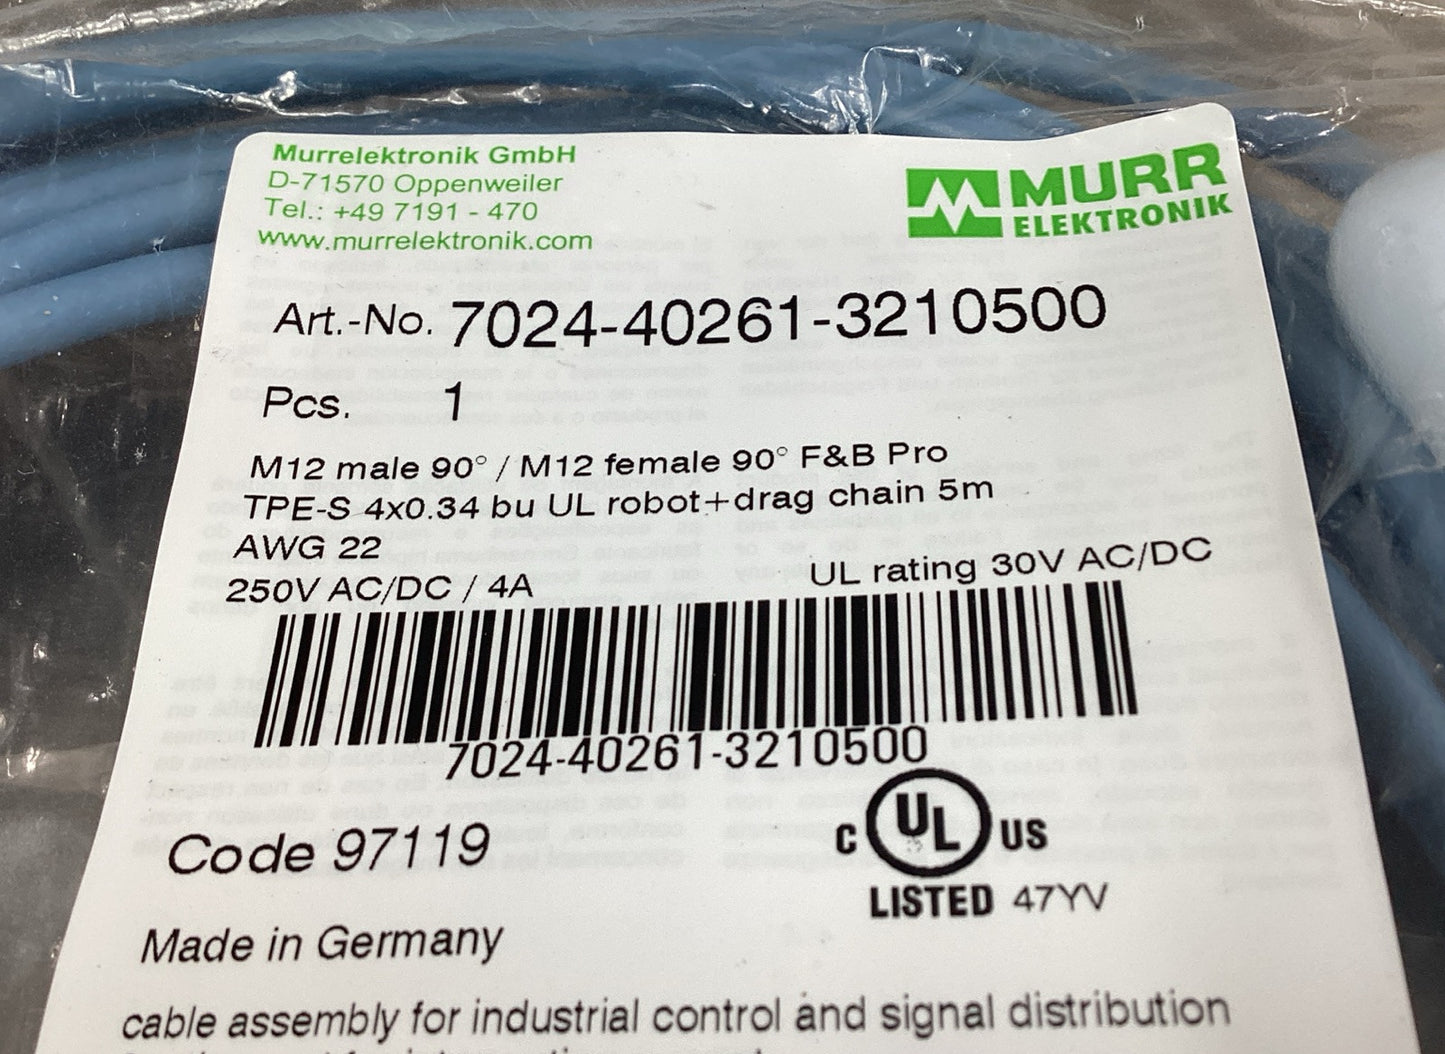 Murrelektronik GmbH
D-71570 Oppenweiler
Tel.: +49 7191 - 470
www.murrelektronik.com
MURR
ELEKTRONIK
Art.-No. 7024-40261-3210500
Pcs. 1
M12 male 90° / M12 female 90° F&B Pro
TPE-S 4x0.34 bu UL robot+drag chain 5m
AWG 22
250V AC/DC / 4A UL rating 30V AC/DC
7024-40261-3210500
Code 97119
C UL US
LISTED 47YV
Made in Germany
cable assembly for industrial control and signal distribution